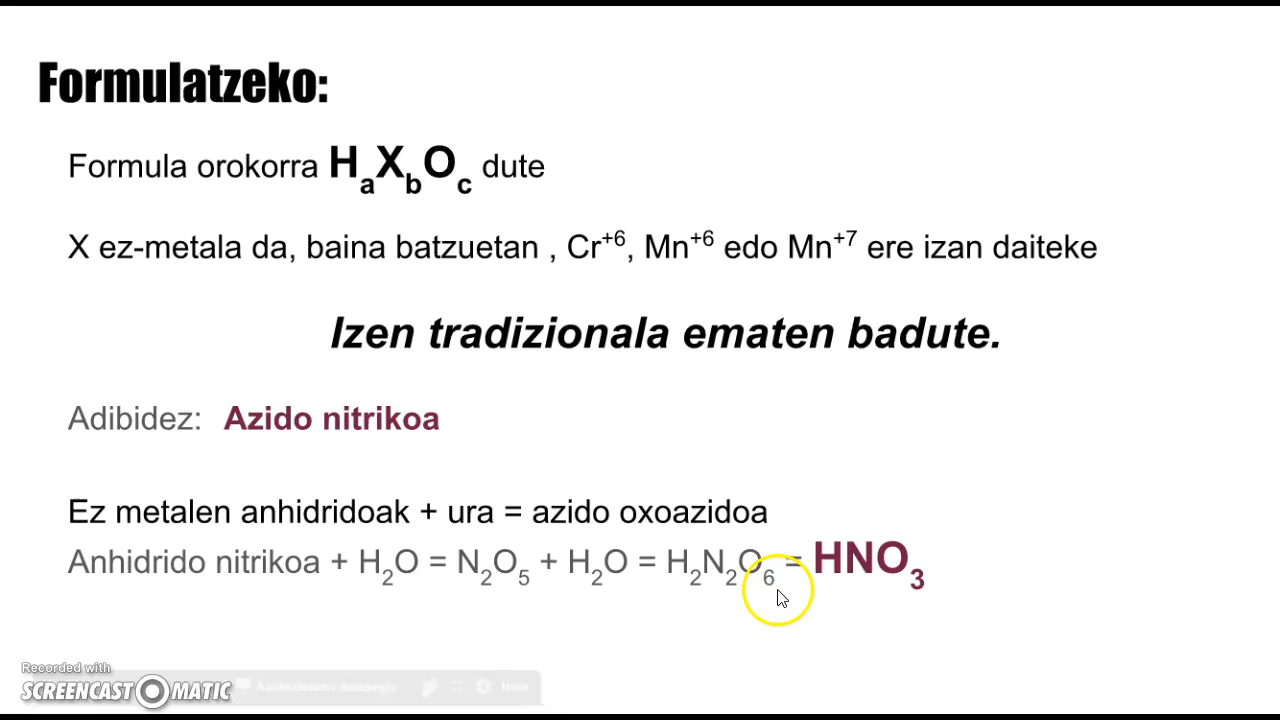 Formulatzeko:
Formula orokorra HₐXbOc dute
X ez-metala da, baina batzuetan , Cr⁺⁶, Mn⁺⁶ edo Mn⁺⁷ ere izan daiteke
Izen tradizionala ematen badute.
Adibidez: Azido nitrikoa
Ez metalen anhidridoak + ura = azido oxoazidoa
Anhidrido nitrikoa + H₂O = N₂O₅ + H₂O = H₂N₂O₆ = HNO₃
Recorded with
SCREENCAST MATIC